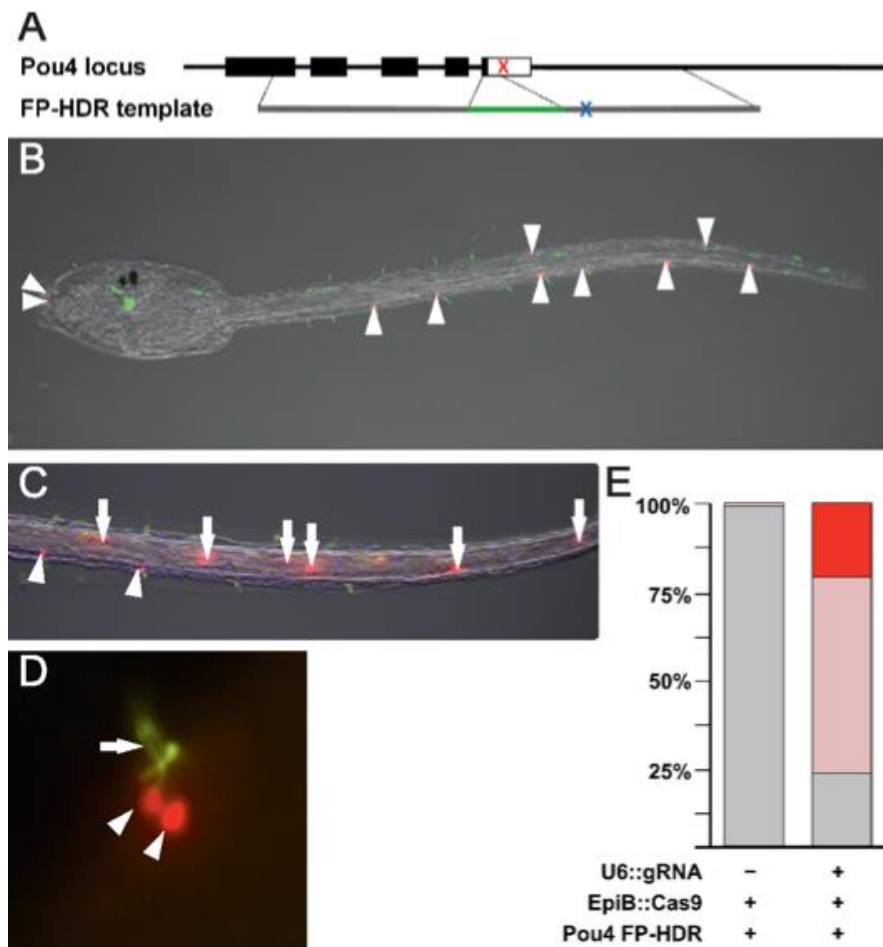 A
Pou4 locus
X
FP-HDR template
X
B
C
D
E
100%
75%
50%
25%
U6::gRNA – +
EpiB::Cas9 + +
Pou4 FP-HDR + +